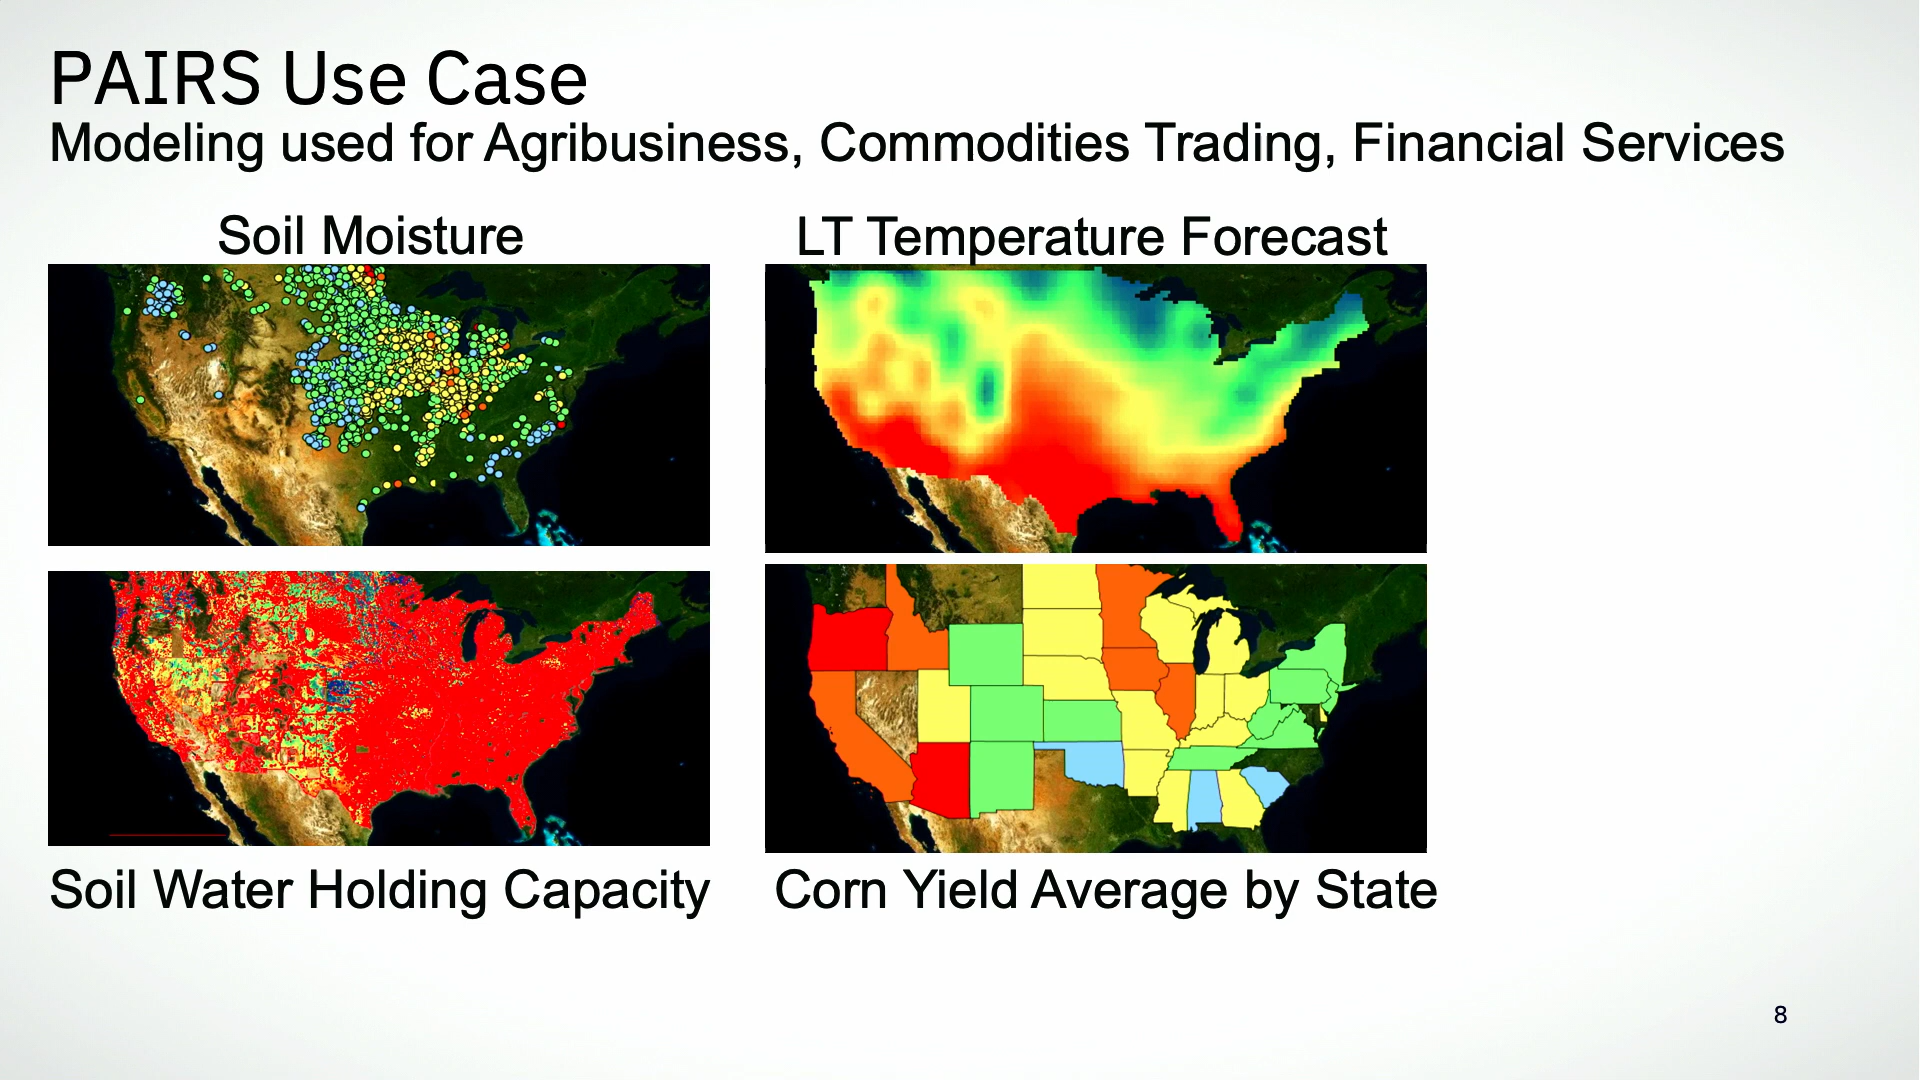 PAIRS Use Case
Modeling used for Agribusiness, Commodities Trading, Financial Services
Soil Moisture
LT Temperature Forecast
Soil Water Holding Capacity
Corn Yield Average by State
8